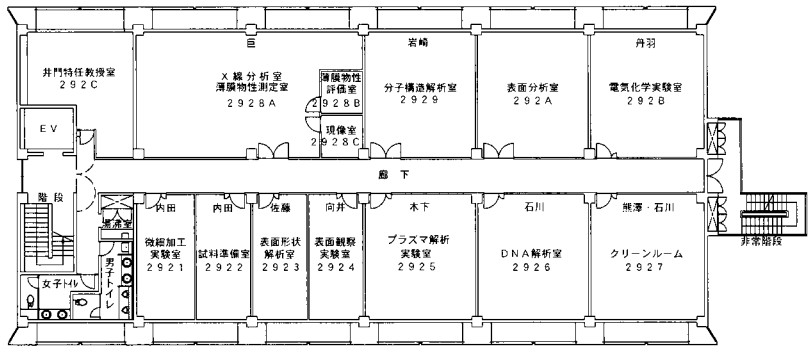 井門特任教授室
292C
巨
X線分析室
薄膜物性測定室
2928A
薄膜物性
評価室
2928B
現像室
2928C
岩崎
分子構造解析室
2929
表面分析室
292A
丹羽
電気化学実験室
292B
EV
廊下
階段
湯沸室
女子トイレ
男子トイレ
内田
微細加工
実験室
2921
内田
試料準備室
2922
佐藤
表面形状
解析室
2923
向井
表面観察
実験室
2924
木下
プラズマ解析
実験室
2925
石川
DNA解析室
2926
熊澤・石川
クリーンルーム
2927
非常階段